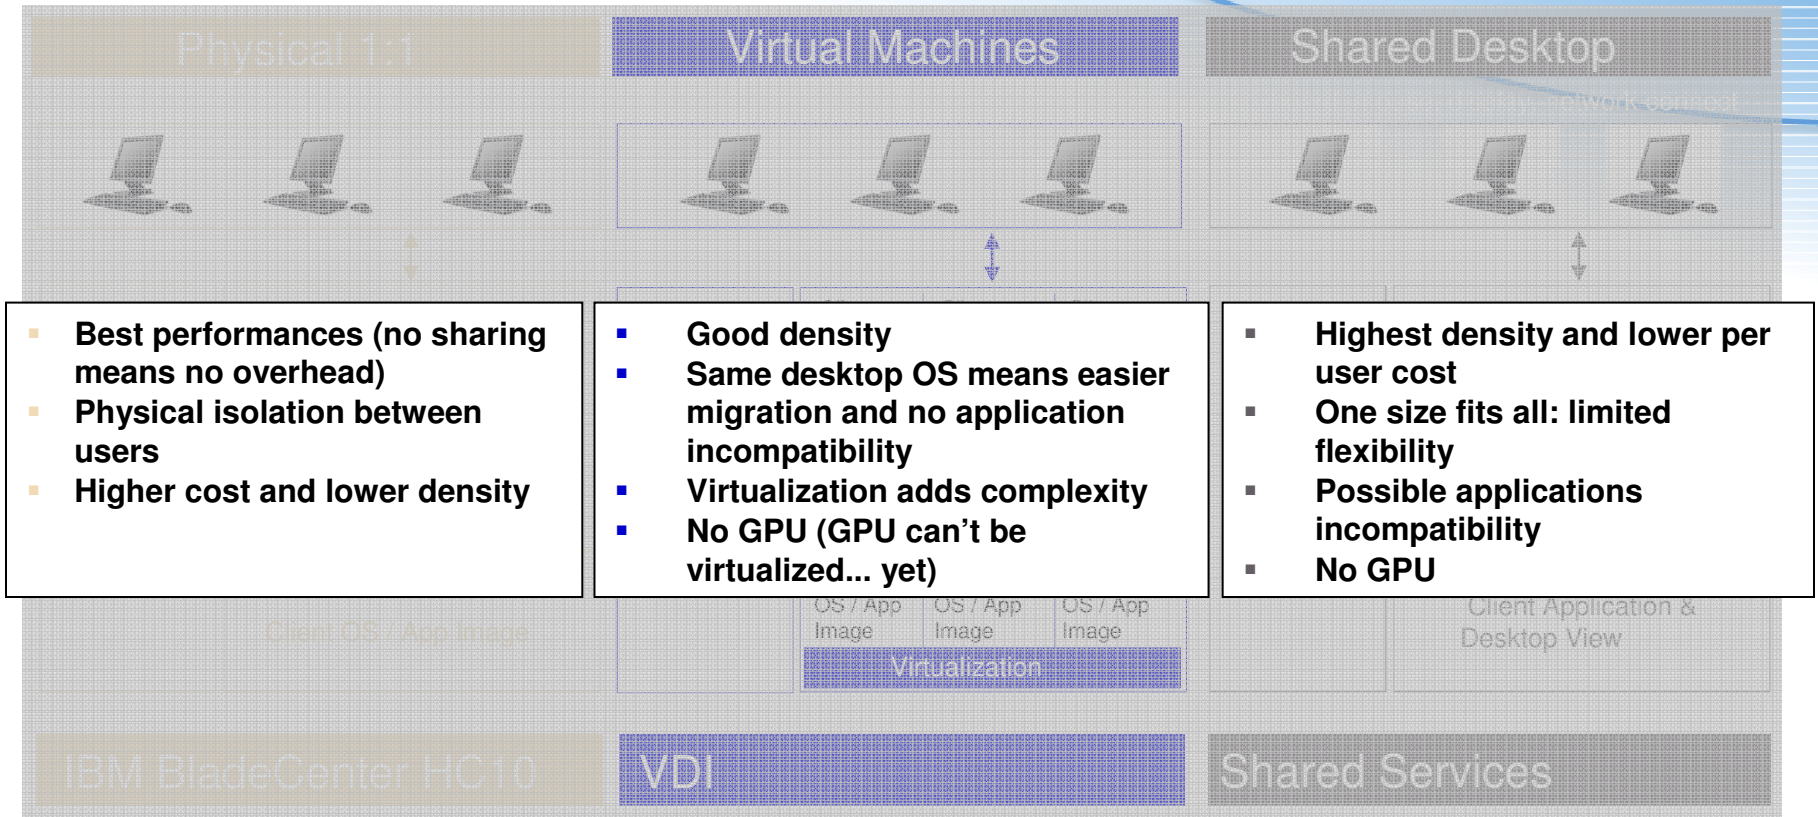 Physical 1:1
Virtual Machines
Shared Desktop
network connect
Best performances (no sharing
means no overhead)
Physical isolation between
users
Higher cost and lower density
Good density
Same desktop OS means easier
migration and no application
incompatibility
Virtualization adds complexity
No GPU (GPU can't be
virtualized... yet)
Highest density and lower per
user cost
One size fits all: limited
flexibility
Possible applications
incompatibility
No GPU
Client OS / App Image
OS / App
Image
OS / App
Image
OS / App
Image
Virtualization
Client Application &
Desktop View
IBM BladeCenter HC10
VDI
Shared Services